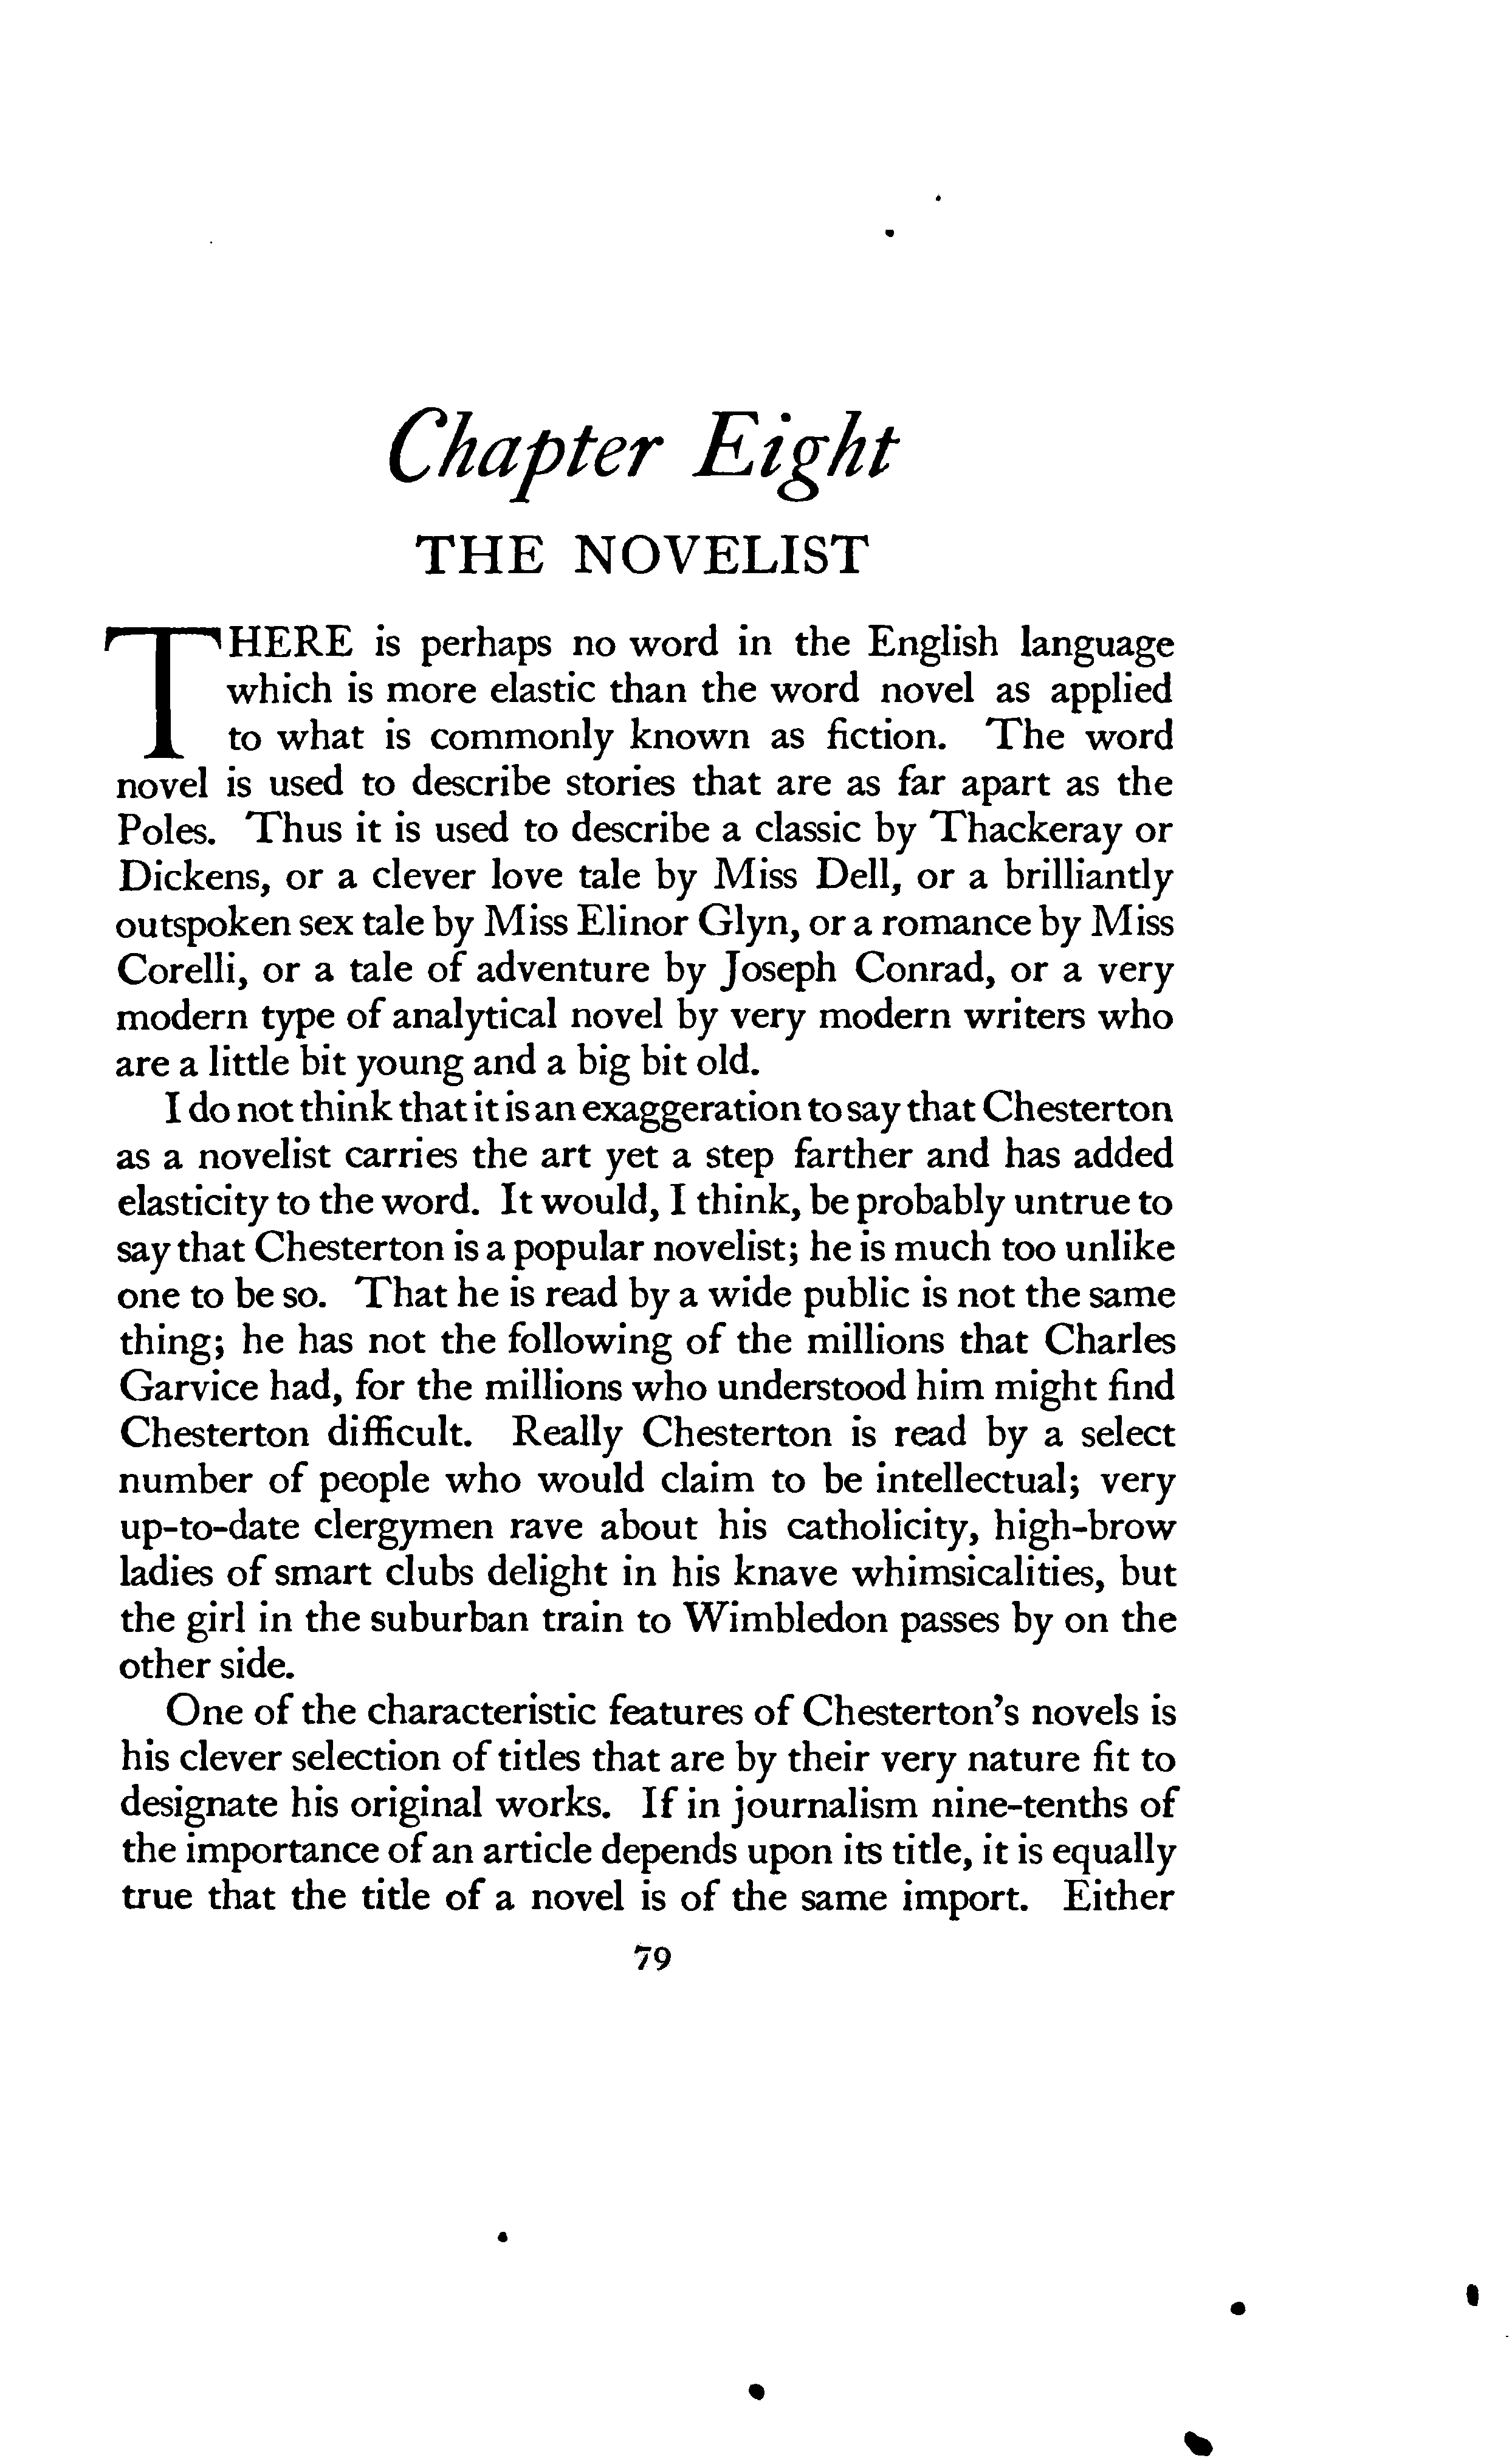 Chapter Eight
THE NOVELIST
THERE is perhaps no word in the English language
which is more elastic than the word novel as applied
to what is commonly known as fiction. The word
novel is used to describe stories that are as far apart as the
Poles. Thus it is used to describe a classic by Thackeray or
Dickens, or a clever love tale by Miss Dell, or a brilliantly
outspoken sex tale by Miss Elinor Glyn, or a romance by Miss
Corelli, or a tale of adventure by Joseph Conrad, or a very
modern type of analytical novel by very modern writers who
are a little bit young and a big bit old.
I do not think that it is an exaggeration to say that Chesterton
as a novelist carries the art yet a step farther and has added
elasticity to the word. It would, I think, be probably untrue to
say that Chesterton is a popular novelist; he is much too unlike
one to be so. That he is read by a wide public is not the same
thing; he has not the following of the millions that Charles
Garvice had, for the millions who understood him might find
Chesterton difficult. Really Chesterton is read by a select
number of people who would claim to be intellectual; very
up-to-date clergymen rave about his catholicity, high-brow
ladies of smart clubs delight in his knave whimsicalities, but
the girl in the suburban train to Wimbledon passes by on the
other side.
One of the characteristic features of Chesterton's novels is
his clever selection of titles that are by their very nature fit to
designate his original works. If in journalism nine-tenths of
the importance of an article depends upon its title, it is equally
true that the title of a novel is of the same import. Either
79